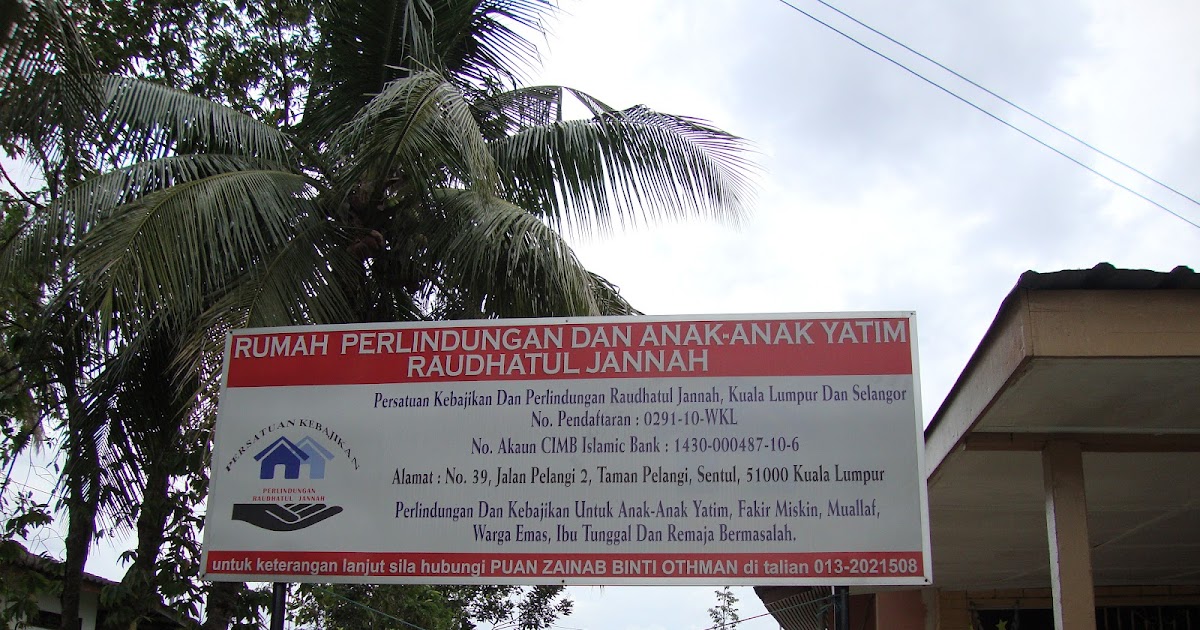 RUMAH PERLINDUNGAN DAN ANAK-ANAK YATIM
RAUDHATUL JANNAH
Persatuan Kebajikan Dan Perlindungan Raudhatul Jannah, Kuala Lumpur Dan Selangor
No. Pendaftaran : 0291-10-WKL
No. Akaun CIMB Islamic Bank : 1430-000487-10-6
Alamat : No. 39, Jalan Pelangi 2, Taman Pelangi, Sentul, 51000 Kuala Lumpur
Perlindungan Dan Kebajikan Untuk Anak-Anak Yatim, Fakir Miskin, Muallaf,
Warga Emas, Ibu Tunggal Dan Remaja Bermasalah.
PERSATUAN KEBAJIKAN
PERLINDUNGAN
RAUDHATUL JANNAH
untuk keterangan lanjut sila hubungi PUAN ZAINAB BINTI OTHMAN di talian 013-2021508